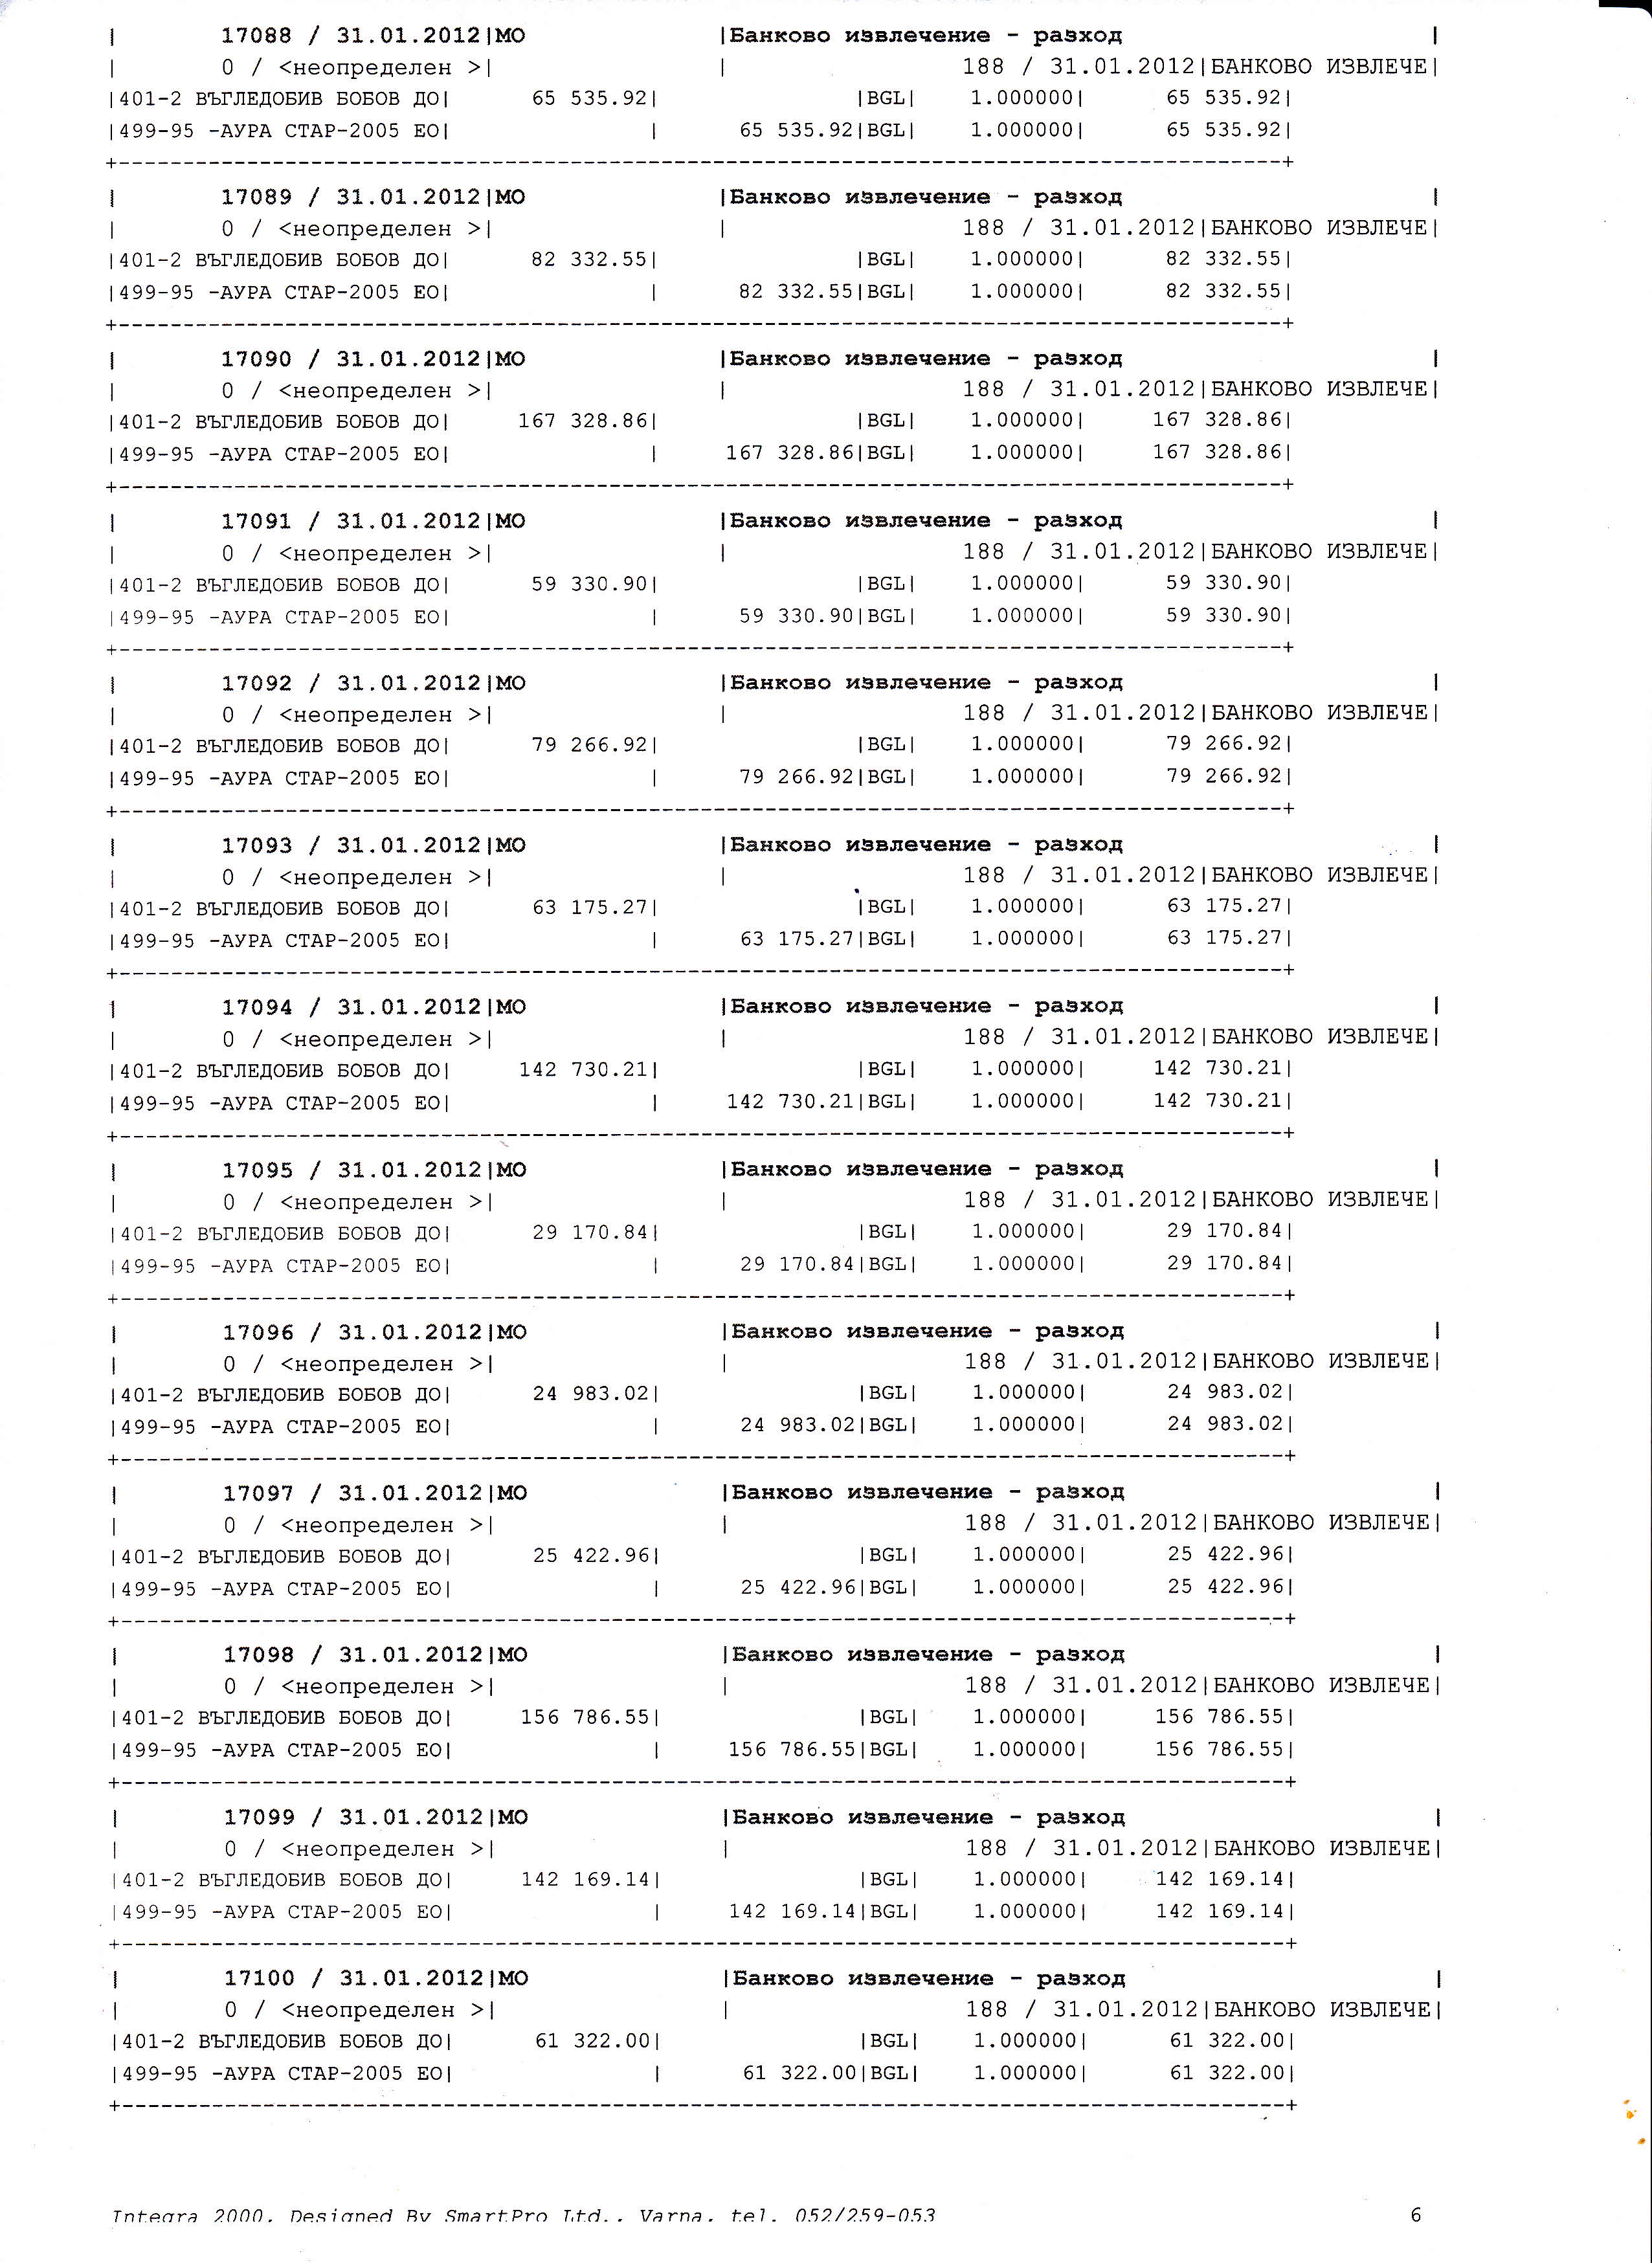 | 17088 / 31.01.2012|МО |Банково извлечение - разход |
| 0 / <неопределен >| | 188 / 31.01.2012|БАНКОВО ИЗВЛЕЧЕ|
|401-2 ВЪГЛЕДОБИВ БОБОВ ДО| 65 535.92| |BGL| 1.000000| 65 535.92|
|499-95 -АУРА СТАР-2005 ЕО| | 65 535.92|BGL| 1.000000| 65 535.92|
| 17089 / 31.01.2012|МО |Банково извлечение - разход |
| 0 / <неопределен >| | 188 / 31.01.2012|БАНКОВО ИЗВЛЕЧЕ|
|401-2 ВЪГЛЕДОБИВ БОБОВ ДО| 82 332.55| |BGL| 1.000000| 82 332.55|
|499-95 -АУРА СТАР-2005 ЕО| | 82 332.55|BGL| 1.000000| 82 332.55|
| 17090 / 31.01.2012|МО |Банково извлечение - разход |
| 0 / <неопределен >| | 188 / 31.01.2012|БАНКОВО ИЗВЛЕЧЕ|
|401-2 ВЪГЛЕДОБИВ БОБОВ ДО| 167 328.86| |BGL| 1.000000| 167 328.86|
|499-95 -АУРА СТАР-2005 ЕО| | 167 328.86|BGL| 1.000000| 167 328.86|
| 17091 / 31.01.2012|МО |Банково извлечение - разход |
| 0 / <неопределен >| | 188 / 31.01.2012|БАНКОВО ИЗВЛЕЧЕ|
|401-2 ВЪГЛЕДОБИВ БОБОВ ДО| 59 330.90| |BGL| 1.000000| 59 330.90|
|499-95 -АУРА СТАР-2005 ЕО| | 59 330.90|BGL| 1.000000| 59 330.90|
| 17092 / 31.01.2012|МО |Банково извлечение - разход |
| 0 / <неопределен >| | 188 / 31.01.2012|БАНКОВО ИЗВЛЕЧЕ|
|401-2 ВЪГЛЕДОБИВ БОБОВ ДО| 79 266.92| |BGL| 1.000000| 79 266.92|
|499-95 -АУРА СТАР-2005 ЕО| | 79 266.92|BGL| 1.000000| 79 266.92|
| 17093 / 31.01.2012|МО |Банково извлечение - разход |
| 0 / <неопределен >| | 188 / 31.01.2012|БАНКОВО ИЗВЛЕЧЕ|
|401-2 ВЪГЛЕДОБИВ БОБОВ ДО| 63 175.27| |BGL| 1.000000| 63 175.27|
|499-95 -АУРА СТАР-2005 ЕО| | 63 175.27|BGL| 1.000000| 63 175.27|
| 17094 / 31.01.2012|МО |Банково извлечение - разход |
| 0 / <неопределен >| | 188 / 31.01.2012|БАНКОВО ИЗВЛЕЧЕ|
|401-2 ВЪГЛЕДОБИВ БОБОВ ДО| 142 730.21| |BGL| 1.000000| 142 730.21|
|499-95 -АУРА СТАР-2005 ЕО| | 142 730.21|BGL| 1.000000| 142 730.21|
| 17095 / 31.01.2012|МО |Банково извлечение - разход |
| 0 / <неопределен >| | 188 / 31.01.2012|БАНКОВО ИЗВЛЕЧЕ|
|401-2 ВЪГЛЕДОБИВ БОБОВ ДО| 29 170.84| |BGL| 1.000000| 29 170.84|
|499-95 -АУРА СТАР-2005 ЕО| | 29 170.84|BGL| 1.000000| 29 170.84|
| 17096 / 31.01.2012|МО |Банково извлечение - разход |
| 0 / <неопределен >| | 188 / 31.01.2012|БАНКОВО ИЗВЛЕЧЕ|
|401-2 ВЪГЛЕДОБИВ БОБОВ ДО| 24 983.02| |BGL| 1.000000| 24 983.02|
|499-95 -АУРА СТАР-2005 ЕО| | 24 983.02|BGL| 1.000000| 24 983.02|
| 17097 / 31.01.2012|МО |Банково извлечение - разход |
| 0 / <неопределен >| | 188 / 31.01.2012|БАНКОВО ИЗВЛЕЧЕ|
|401-2 ВЪГЛЕДОБИВ БОБОВ ДО| 25 422.96| |BGL| 1.000000| 25 422.96|
|499-95 -АУРА СТАР-2005 ЕО| | 25 422.96|BGL| 1.000000| 25 422.96|
| 17098 / 31.01.2012|МО |Банково извлечение - разход |
| 0 / <неопределен >| | 188 / 31.01.2012|БАНКОВО ИЗВЛЕЧЕ|
|401-2 ВЪГЛЕДОБИВ БОБОВ ДО| 156 786.55| |BGL| 1.000000| 156 786.55|
|499-95 -АУРА СТАР-2005 ЕО| | 156 786.55|BGL| 1.000000| 156 786.55|
| 17099 / 31.01.2012|МО |Банково извлечение - разход |
| 0 / <неопределен >| | 188 / 31.01.2012|БАНКОВО ИЗВЛЕЧЕ|
|401-2 ВЪГЛЕДОБИВ БОБОВ ДО| 142 169.14| |BGL| 1.000000| 142 169.14|
|499-95 -АУРА СТАР-2005 ЕО| | 142 169.14|BGL| 1.000000| 142 169.14|
| 17100 / 31.01.2012|МО |Банково извлечение - разход |
| 0 / <неопределен >| | 188 / 31.01.2012|БАНКОВО ИЗВЛЕЧЕ|
|401-2 ВЪГЛЕДОБИВ БОБОВ ДО| 61 322.00| |BGL| 1.000000| 61 322.00|
|499-95 -АУРА СТАР-2005 ЕО| | 61 322.00|BGL| 1.000000| 61 322.00|
Integra 2000. Designed By SmartPro Ltd.. Varna. tel. 052/259-053 6